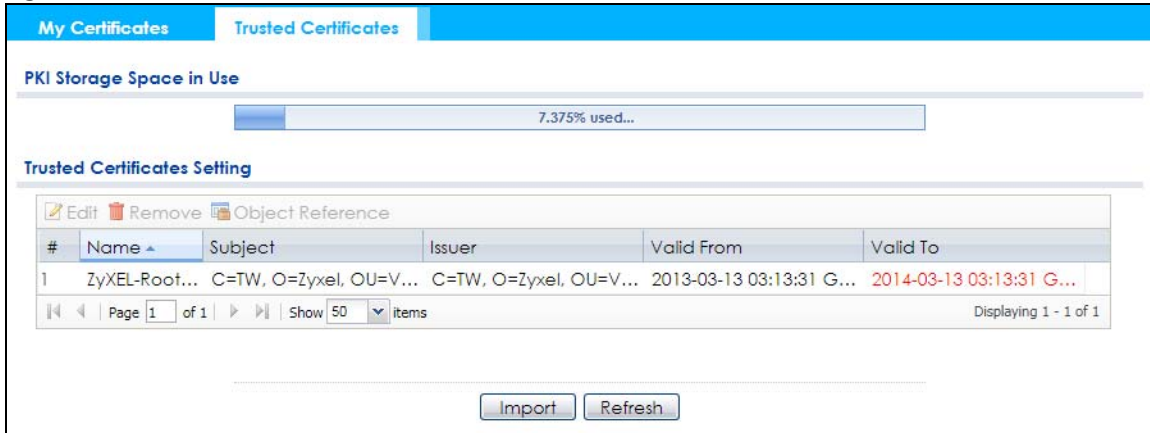 My Certificates Trusted Certificates
PKI Storage Space in Use
7.375% used...
Trusted Certificates Setting
Edit Remove Object Reference
# Name Subject Issuer Valid From Valid To
1 ZyXEL-Root... C=TW, O=Zyxel, OU=V... C=TW, O=Zyxel, OU=V... 2013-03-13 03:13:31 G... 2014-03-13 03:13:31 G...
Page 1 of 1 Show 50 items Displaying 1 - 1 of 1
Import Refresh